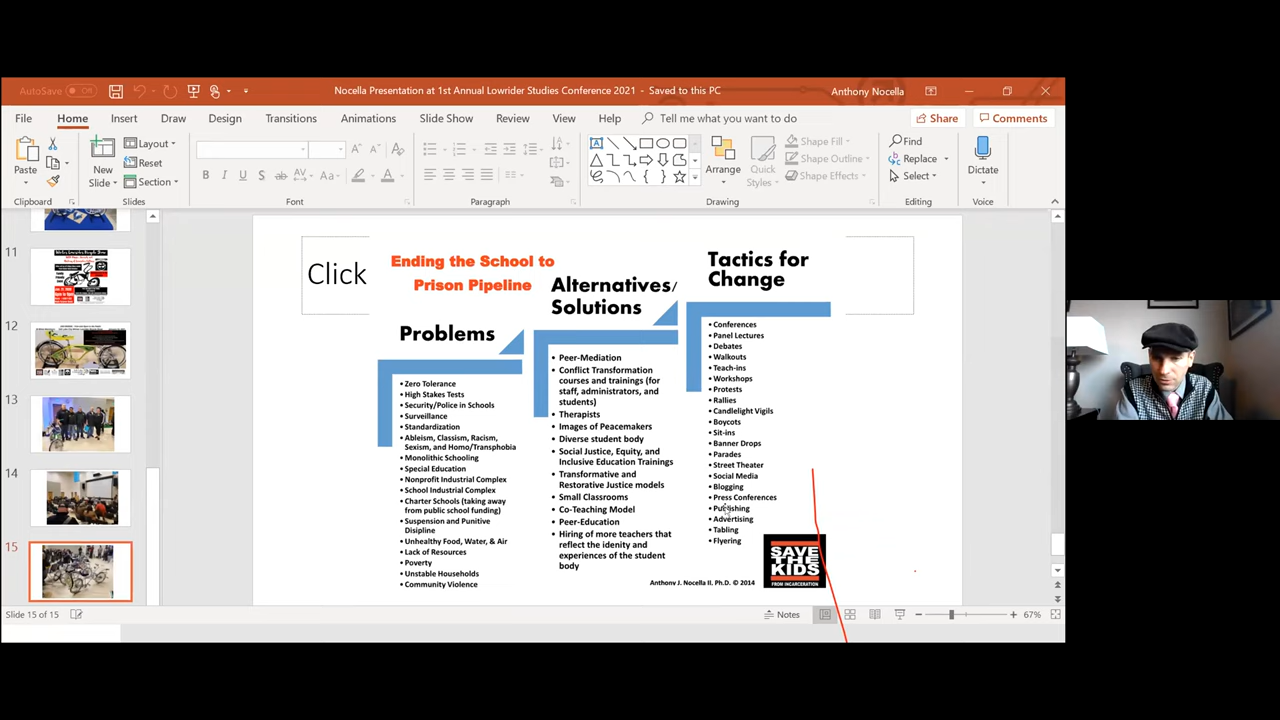 AutoSave Off
Nocella Presentation at 1st Annual Lowrider Studies Conference 2021 - Saved to this PC
Anthony Nocella
File Home Insert Draw Design Transitions Animations Slide Show Review View Help Tell me what you want to do
Share Comments
Paste
New
Slide
Layout
Reset
Section
B I U S ab AV Aa A
Arrange
Quick
Styles
Shape Fill
Shape Outline
Shape Effects
Find
Replace
Select
Dictate
Clipboard
Slides
Font
Paragraph
Drawing
Editing
Voice
11
12
13
14
15
Click
Ending the School to
Prison Pipeline
Problems
• Zero Tolerance
• High Stakes Tests
• Security/Police in Schools
• Surveillance
• Standardization
• Ableism, Classism, Racism,
Sexism, and Homo/Transphobia
• Monolithic Schooling
• Special Education
• Nonprofit Industrial Complex
• School Industrial Complex
• Charter Schools (taking away
from public school funding)
• Suspension and Punitive
Disipline
• Unhealthy Food, Water, & Air
• Lack of Resources
• Poverty
• Unstable Households
• Community Violence
Alternatives/
Solutions
• Peer-Mediation
• Conflict Transformation
courses and trainings (for
staff, administrators, and
students)
• Therapists
• Images of Peacemakers
• Diverse student body
• Social Justice, Equity, and
Inclusive Education Trainings
• Transformative and
Restorative Justice models
• Small Classrooms
• Co-Teaching Model
• Peer-Education
• Hiring of more teachers that
reflect the idenity and
experiences of the student
body
Tactics for
Change
• Conferences
• Panel Lectures
• Debates
• Walkouts
• Teach-ins
• Workshops
• Protests
• Rallies
• Candlelight Vigils
• Boycots
• Sit-ins
• Banner Drops
• Parades
• Street Theater
• Social Media
• Blogging
• Press Conferences
• Publishing
• Advertising
• Tabling
• Flyering
Anthony J. Nocella II. Ph.D. © 2014
SAVE
THE
KIDS
FROM INCARCERATION
Slide 15 of 15
Notes
67%